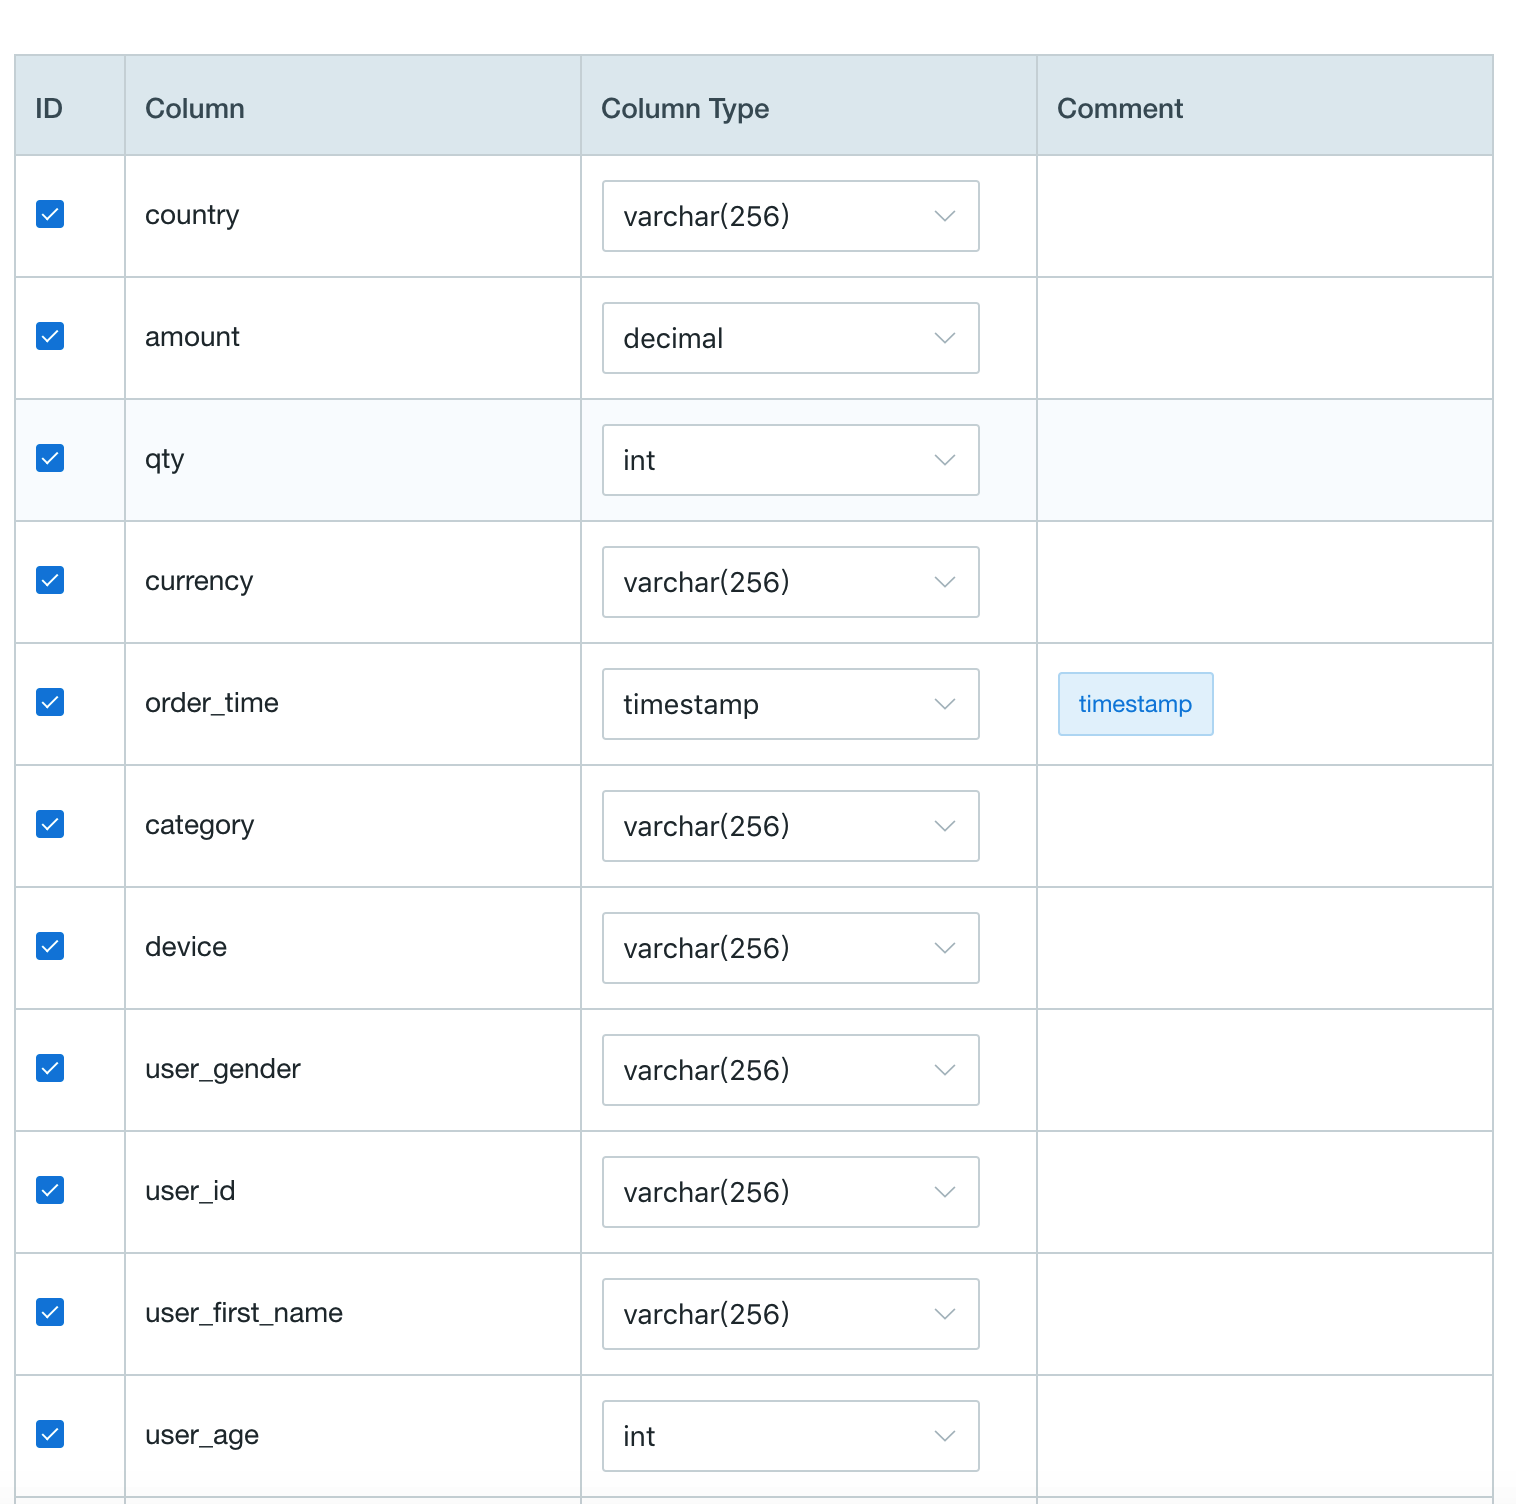 ID Column Column Type Comment
country varchar(256)
amount decimal
qty int
currency varchar(256)
order_time timestamp timestamp
category varchar(256)
device varchar(256)
user_gender varchar(256)
user_id varchar(256)
user_first_name varchar(256)
user_age int